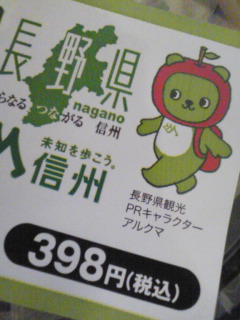 長野県
nagano
らなる つながる 信州
未知を歩こう。
信州
長野県観光
PRキャラクター
アルクマ
398円(税込)